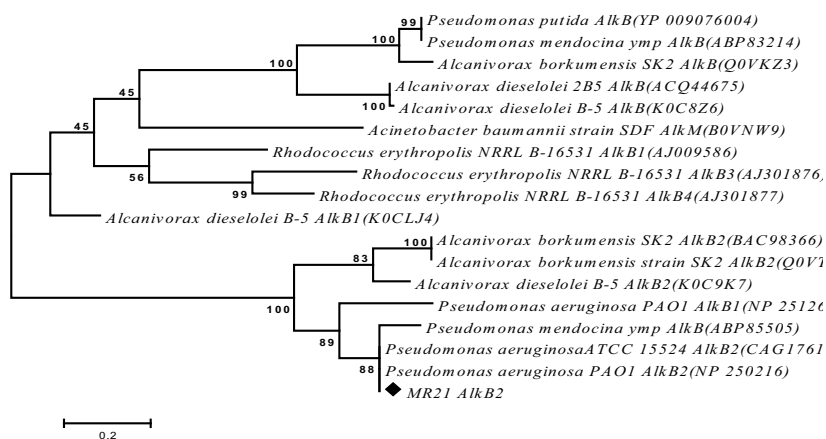 99
Pseudomonas putida AlkB(YP 009076004)
100
Pseudomonas mendocina ymp AlkB(ABP83214)
100
Alcanivorax borkumensis SK2 AlkB(Q0VKZ3)
Alcanivorax dieselolei 2B5 AlkB(ACQ44675)
45
100
Alcanivorax dieselolei B-5 AlkB(K0C8Z6)
45
Acinetobacter baumannii strain SDF AlkM(B0VNW9)
Rhodococcus erythropolis NRRL B-16531 AlkB1(AJ009586)
56
Rhodococcus erythropolis NRRL B-16531 AlkB3(AJ301876)
99
Rhodococcus erythropolis NRRL B-16531 AlkB4(AJ301877)
Alcanivorax dieselolei B-5 AlkB1(K0CLJ4)
100
Alcanivorax borkumensis SK2 AlkB2(BAC98366)
83
Alcanivorax borkumensis strain SK2 AlkB2(Q0VT
Alcanivorax dieselolei B-5 AlkB2(K0C9K7)
100
Pseudomonas aeruginosa PAO1 AlkB1(NP 25126
89
Pseudomonas mendocina ymp AlkB(ABP85505)
Pseudomonas aeruginosaATCC 15524 AlkB2(CAG1761
88
Pseudomonas aeruginosa PAO1 AlkB2(NP 250216)
MR21 AlkB2
0.2